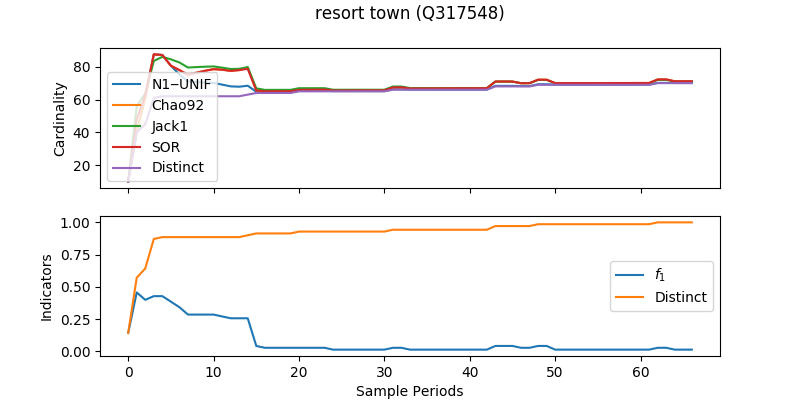 resort town (Q317548)
80
60
40
20
Cardinality
N1‒UNIF
Chao92
Jack1
SOR
Distinct
1.00
0.75
0.50
0.25
0.00
Indicators
f1
Distinct
0 10 20 30 40 50 60
Sample Periods